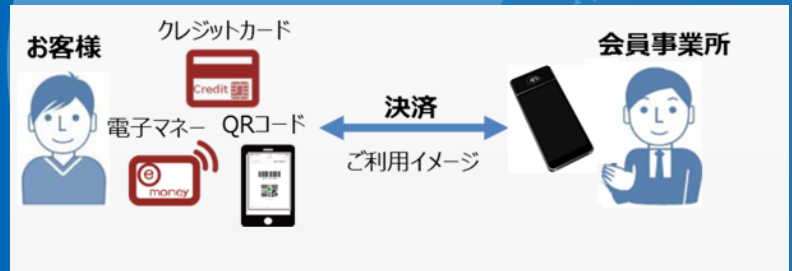 お客様
クレジットカード
Credit
電子マネー
e
money
QRコード
決済
ご利用イメージ
会員事業所